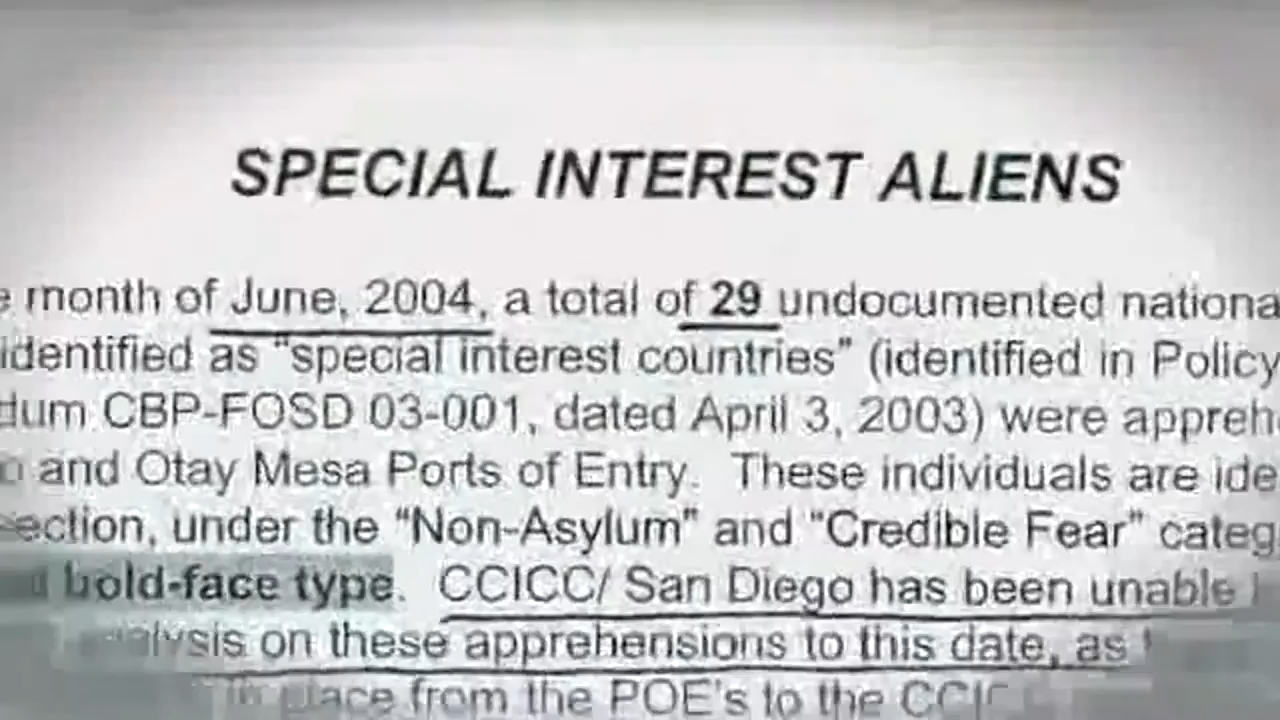 SPECIAL INTEREST ALIENS
month of June, 2004, a total of 29 undocumented nationa
identified as "special interest countries" (identified in Policy
dum CBP-FOSD 03-001, dated April 3, 2003) were appreh
and Otay Mesa Ports of Entry. These individuals are ide
ection, under the "Non-Asylum" and "Credible Fear" categ
bold-face type. CCICC/ San Diego has been unable
alysis on these apprehensions to this date, as
in place from the POE's to the CCIC